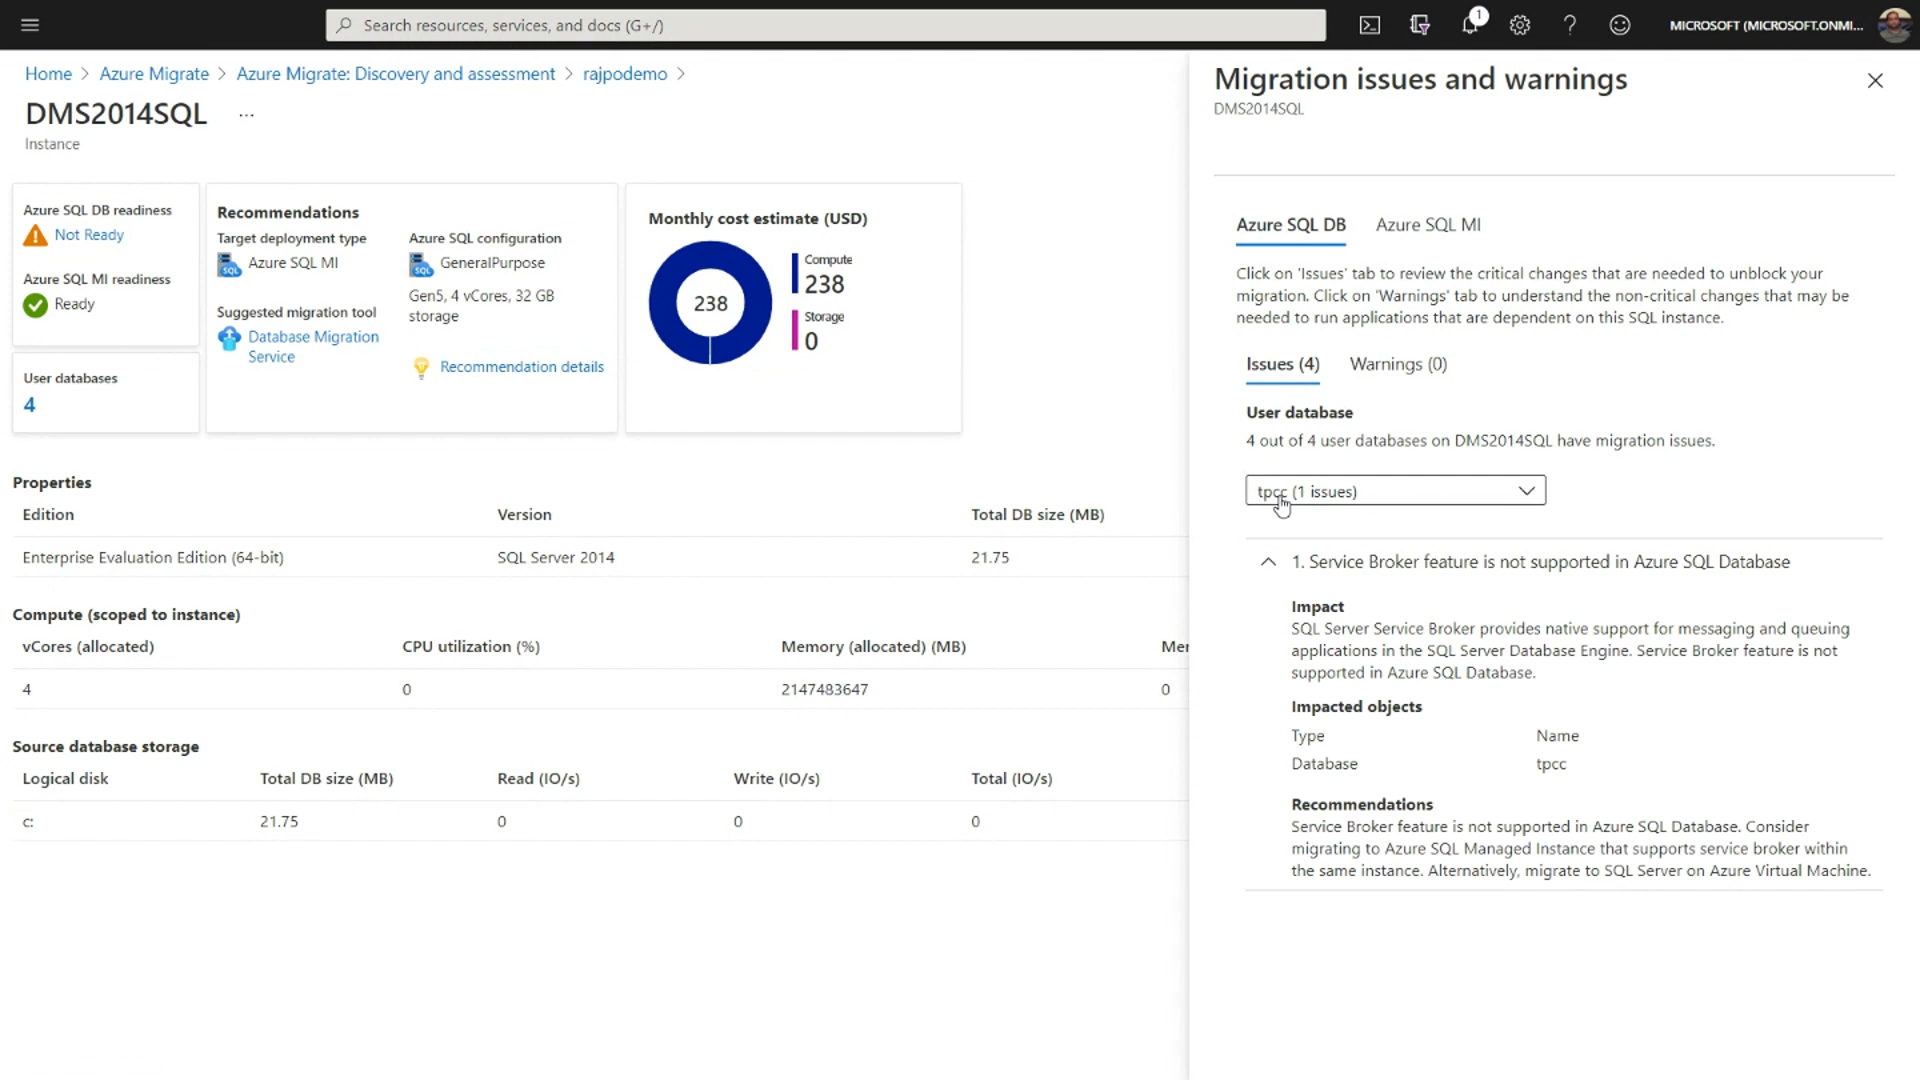 Search resources, services, and docs (G+/)
1
MICROSOFT (MICROSOFT.ONMI...
Home > Azure Migrate > Azure Migrate: Discovery and assessment > rajpodemo >
DMS2014SQL ...
Instance
Azure SQL DB readiness
Not Ready
Azure SQL MI readiness
Ready
User databases
4
Recommendations
Target deployment type
SQL Azure SQL MI
Suggested migration tool
Database Migration
Service
Azure SQL configuration
SQL GeneralPurpose
Gen5, 4 vCores, 32 GB
storage
Recommendation details
Monthly cost estimate (USD)
238
Compute
238
Storage
0
Properties
Edition Version Total DB size (MB)
Enterprise Evaluation Edition (64-bit) SQL Server 2014 21.75
Compute (scoped to instance)
vCores (allocated) CPU utilization (%) Memory (allocated) (MB) Mer
4 0 2147483647 0
Source database storage
Logical disk Total DB size (MB) Read (IO/s) Write (IO/s) Total (IO/s)
c: 21.75 0 0 0
Migration issues and warnings
DMS2014SQL
Azure SQL DB Azure SQL MI
Click on 'Issues' tab to review the critical changes that are needed to unblock your
migration. Click on 'Warnings' tab to understand the non-critical changes that may be
needed to run applications that are dependent on this SQL instance.
Issues (4) Warnings (0)
User database
4 out of 4 user databases on DMS2014SQL have migration issues.
tpcc (1 issues)
1. Service Broker feature is not supported in Azure SQL Database
Impact
SQL Server Service Broker provides native support for messaging and queuing
applications in the SQL Server Database Engine. Service Broker feature is not
supported in Azure SQL Database.
Impacted objects
Type Name
Database tpcc
Recommendations
Service Broker feature is not supported in Azure SQL Database. Consider
migrating to Azure SQL Managed Instance that supports service broker within
the same instance. Alternatively, migrate to SQL Server on Azure Virtual Machine.